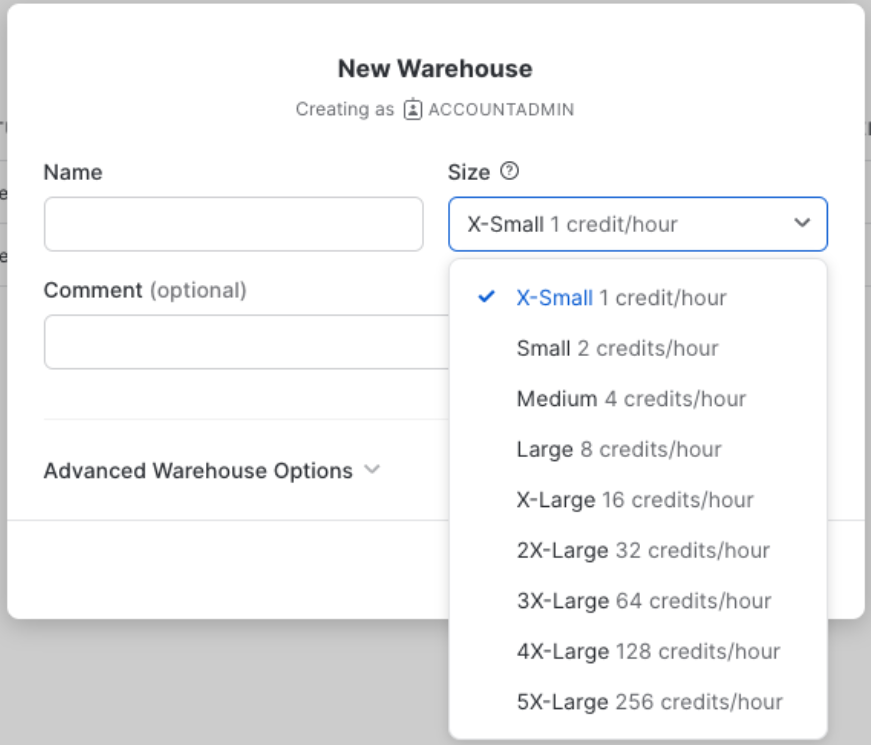 New Warehouse
Creating as ACCOUNTADMIN
Name
Size
X-Small 1 credit/hour
Comment (optional)
X-Small 1 credit/hour
Small 2 credits/hour
Medium 4 credits/hour
Large 8 credits/hour
X-Large 16 credits/hour
2X-Large 32 credits/hour
3X-Large 64 credits/hour
4X-Large 128 credits/hour
5X-Large 256 credits/hour
Advanced Warehouse Options